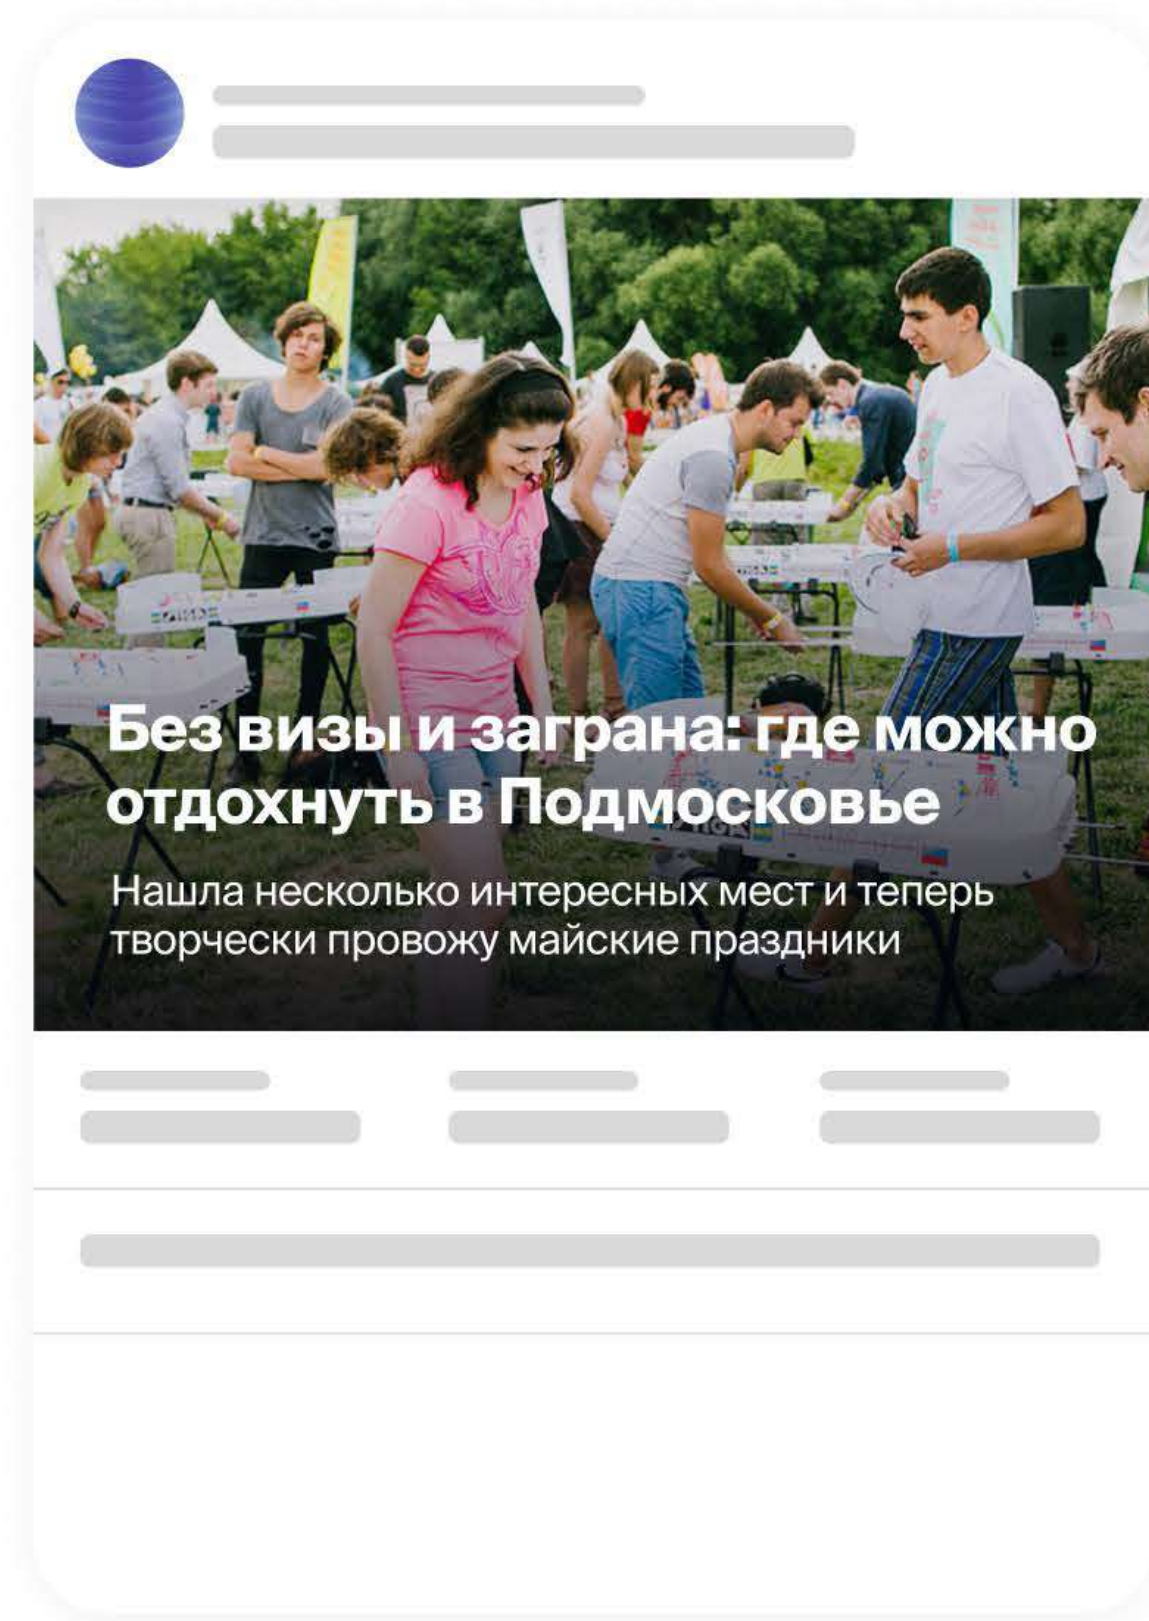 Без визы и заграна: где можно
отдохнуть в Подмосковье
Нашла несколько интересных мест и теперь
творчески провожу майские праздники